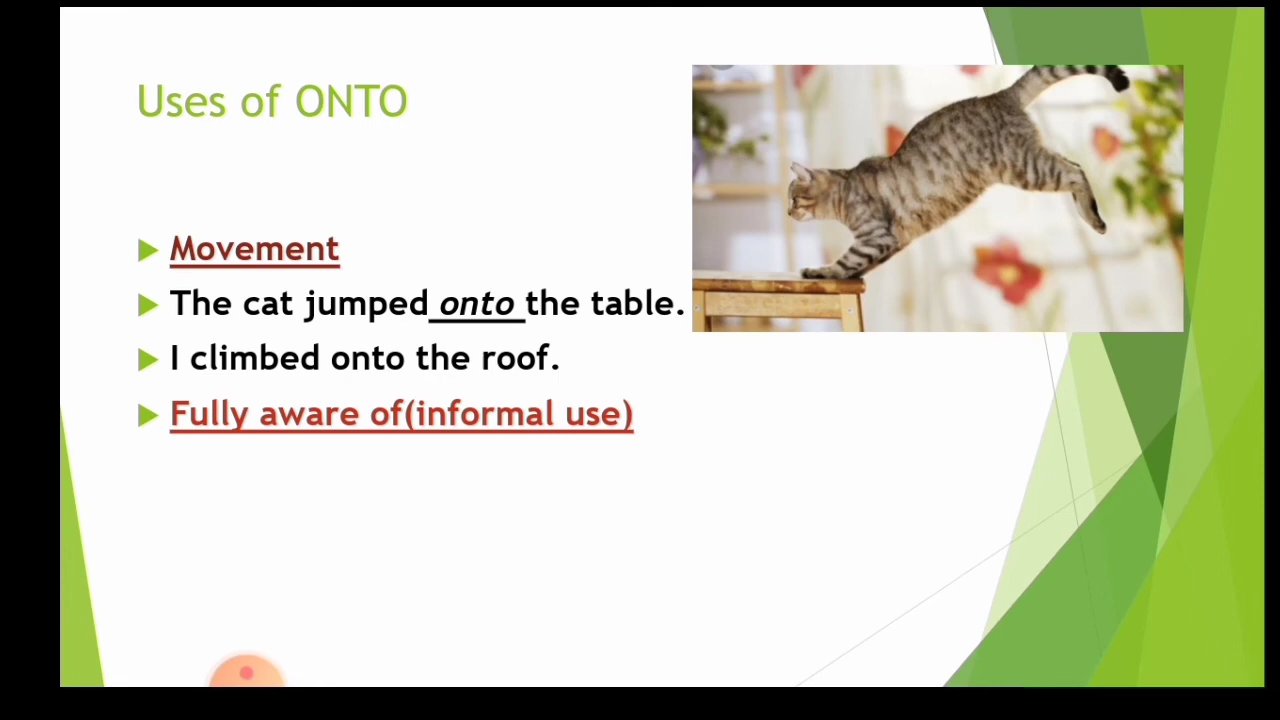 Uses of ONTO
Movement
The cat jumped onto the table.
I climbed onto the roof.
Fully aware of(informal use)